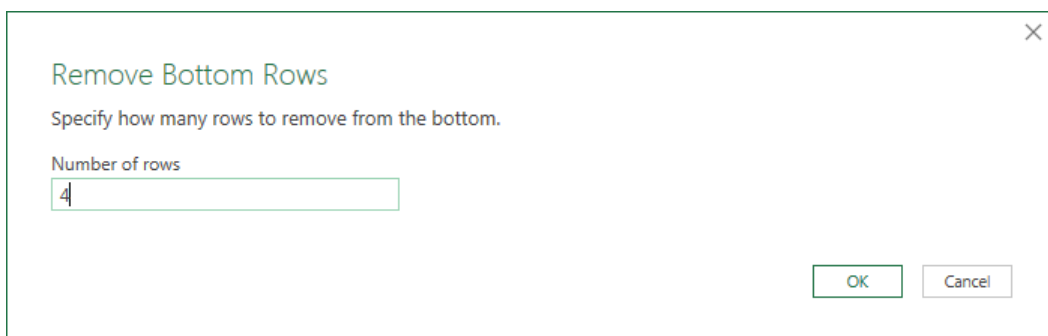 Remove Bottom Rows
Specify how many rows to remove from the bottom.
Number of rows
4
OK
Cancel